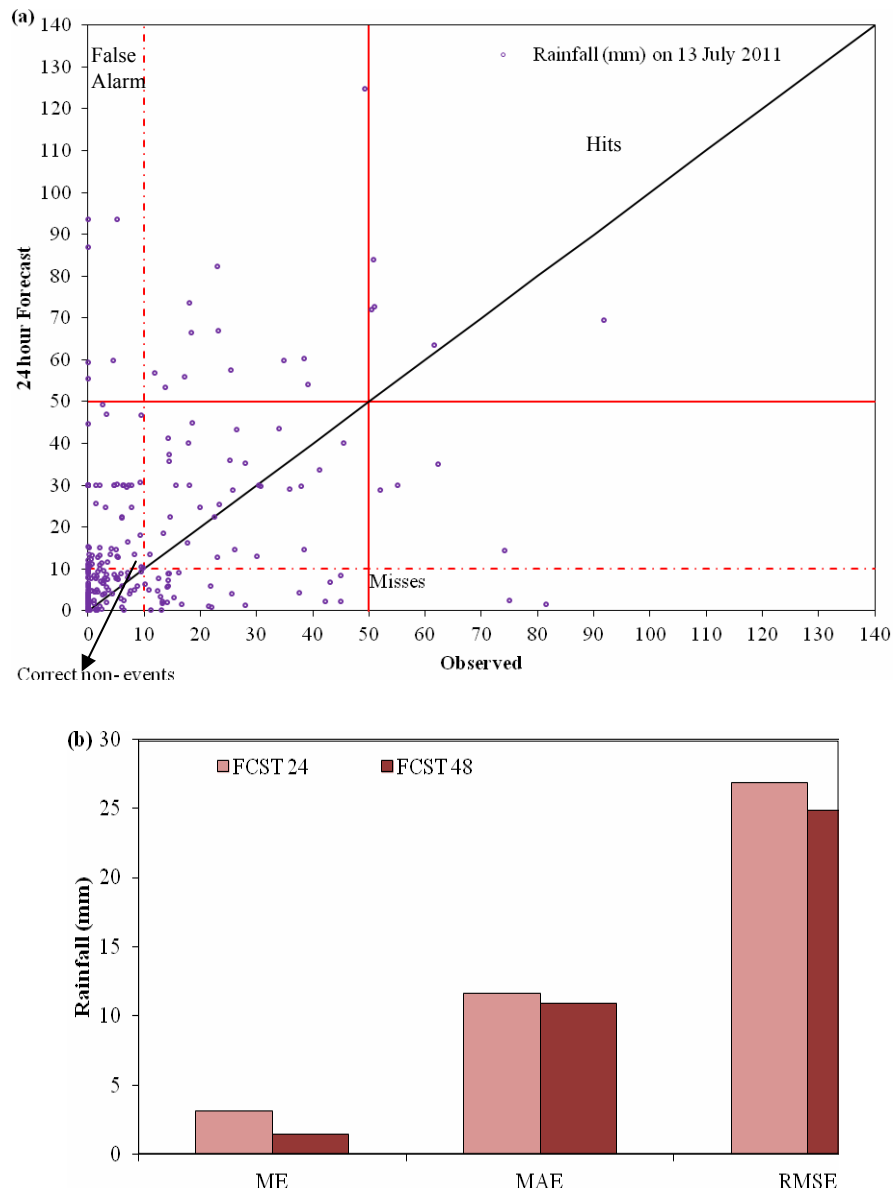 (a)
140
130
120
110
100
90
80
70
60
50
40
30
20
10
0
24 hour Forecast
False
Alarm
Rainfall (mm) on 13 July 2011
Hits
Misses
0 10 20 30 40 50 60 70 80 90 100 110 120 130 140
Observed
Correct non- events
(b)
30
25
20
15
10
5
0
Rainfall (mm)
FCST 24 FCST 48
ME MAE RMSE